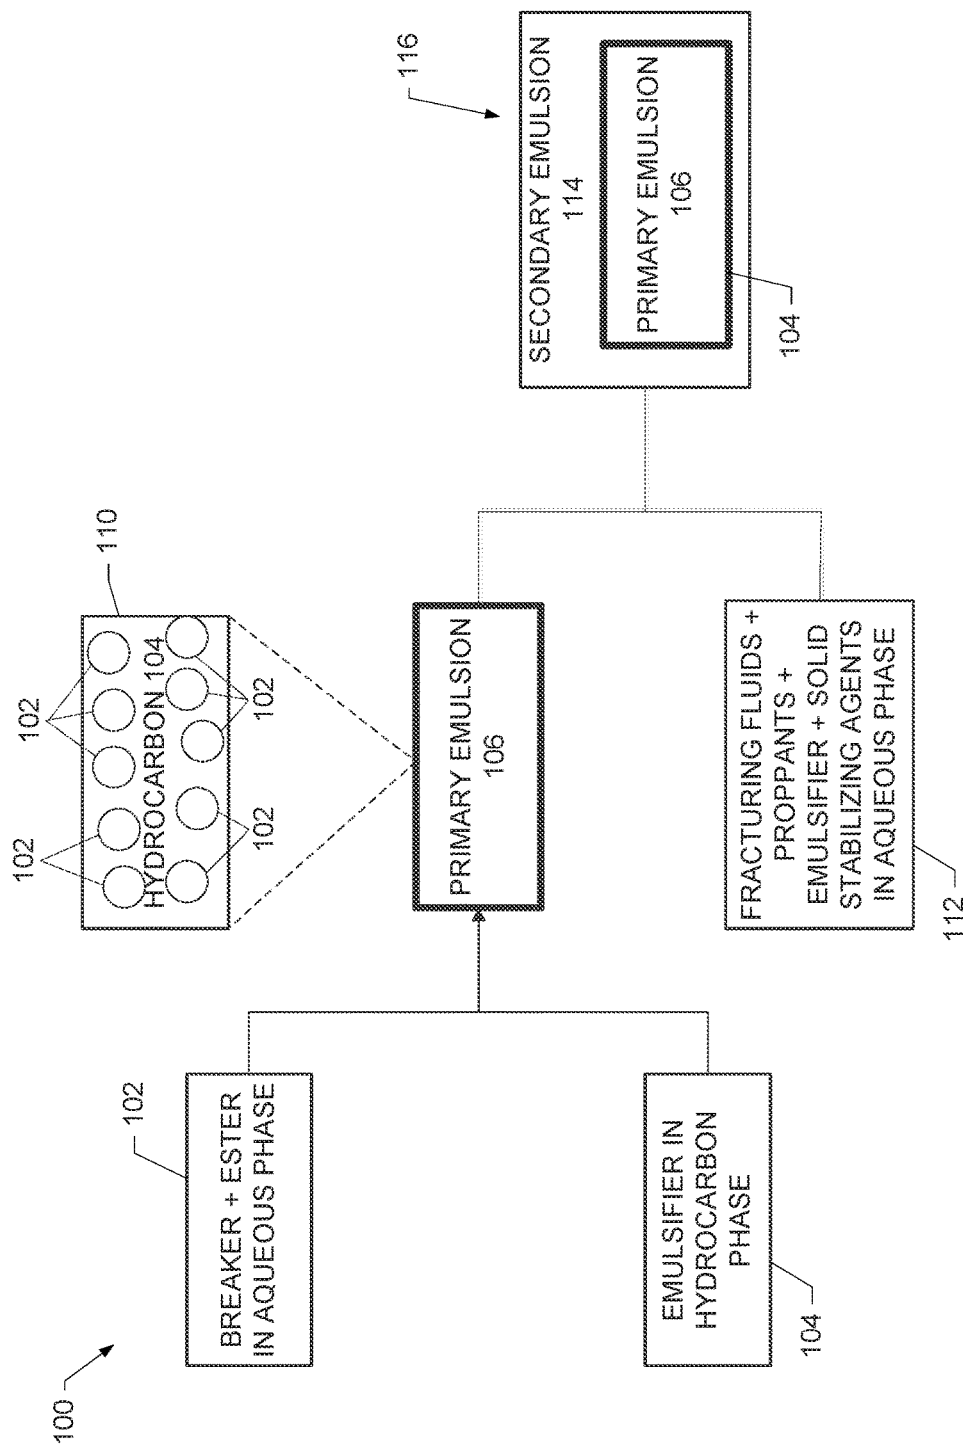 100
102
BREAKER + ESTER
IN AQUEOUS PHASE
EMULSIFIER IN
HYDROCARBON
PHASE
104
102
102
HYDROCARBON 104
102
102
110
PRIMARY EMULSION
106
FRACTURING FLUIDS +
PROPPANTS +
EMULSIFIER + SOLID
STABILIZING AGENTS
IN AQUEOUS PHASE
112
116
SECONDARY EMULSION
114
PRIMARY EMULSION
106
104